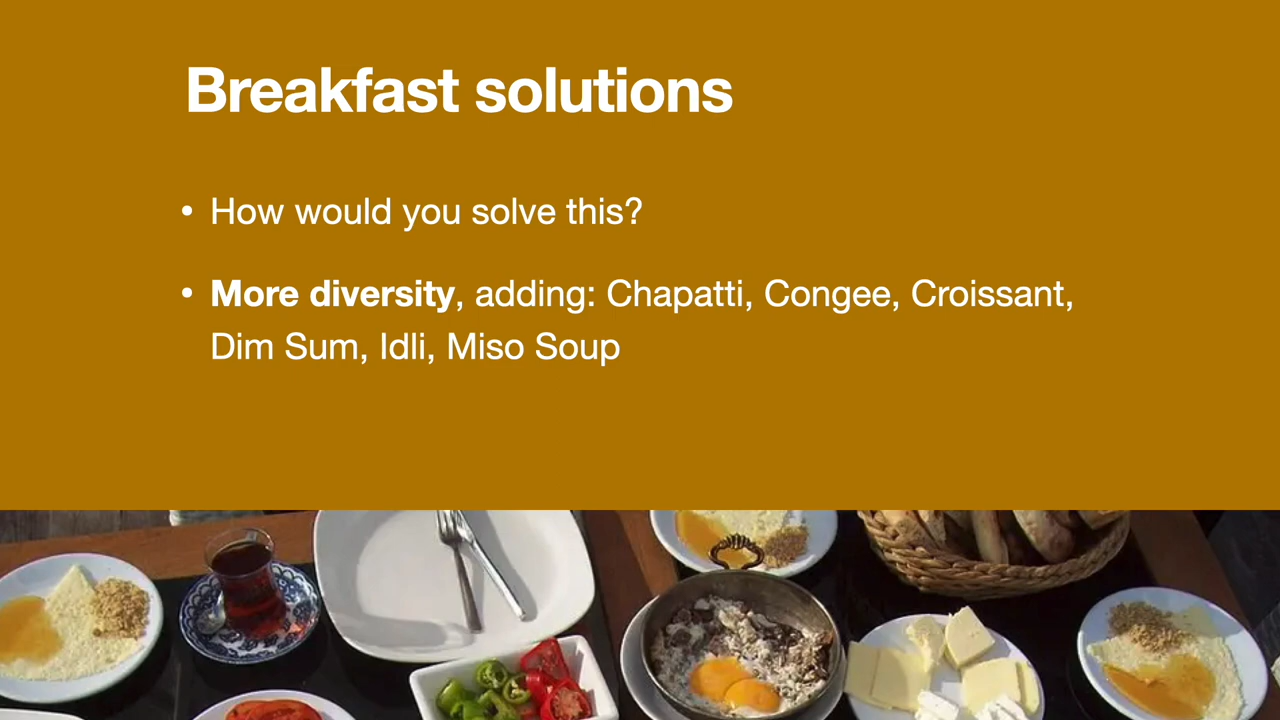 Breakfast solutions
• How would you solve this?
• More diversity, adding: Chapatti, Congee, Croissant,
Dim Sum, Idli, Miso Soup